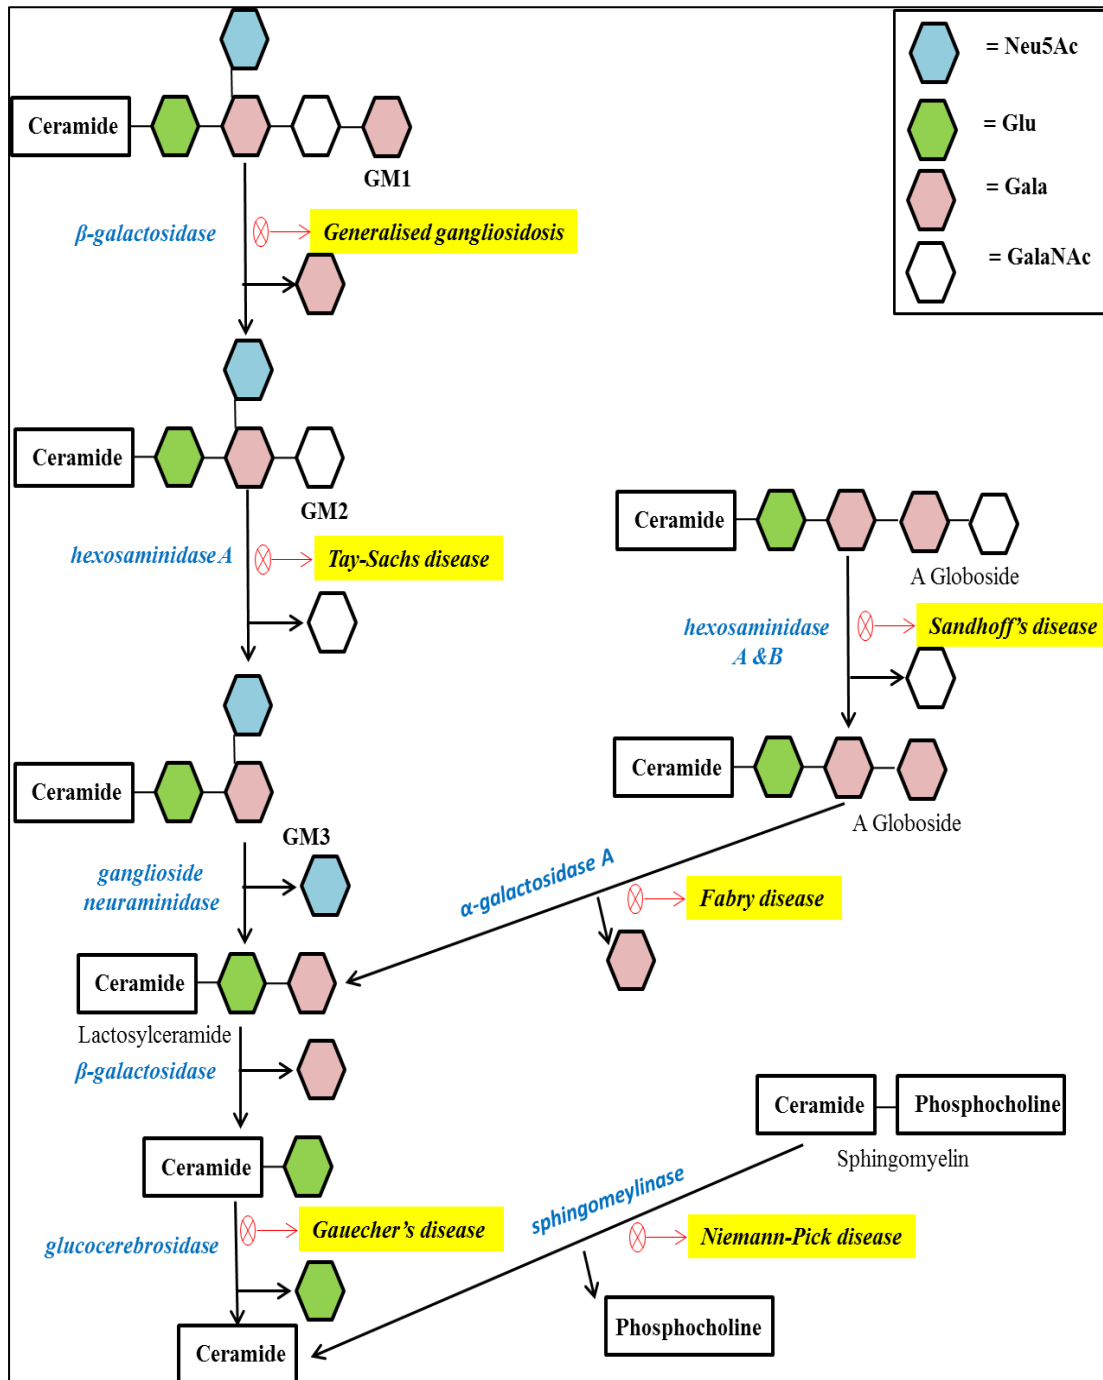 = Neu5Ac
= Glu
= Gala
= GalaNAc
Ceramide
GM1
β-galactosidase
Generalised gangliosidosis
Ceramide
GM2
hexosaminidase A
Tay-Sachs disease
Ceramide
A Globoside
hexosaminidase
A &B
Sandhoff's disease
Ceramide
GM3
Ceramide
A Globoside
ganglioside
neuraminidase
α-galactosidase A
Fabry disease
Ceramide
Lactosylceramide
β-galactosidase
Ceramide
Phosphocholine
Sphingomyelin
Ceramide
glucocerebrosidase
Gauecher's disease
sphingomeylinase
Niemann-Pick disease
Phosphocholine
Ceramide